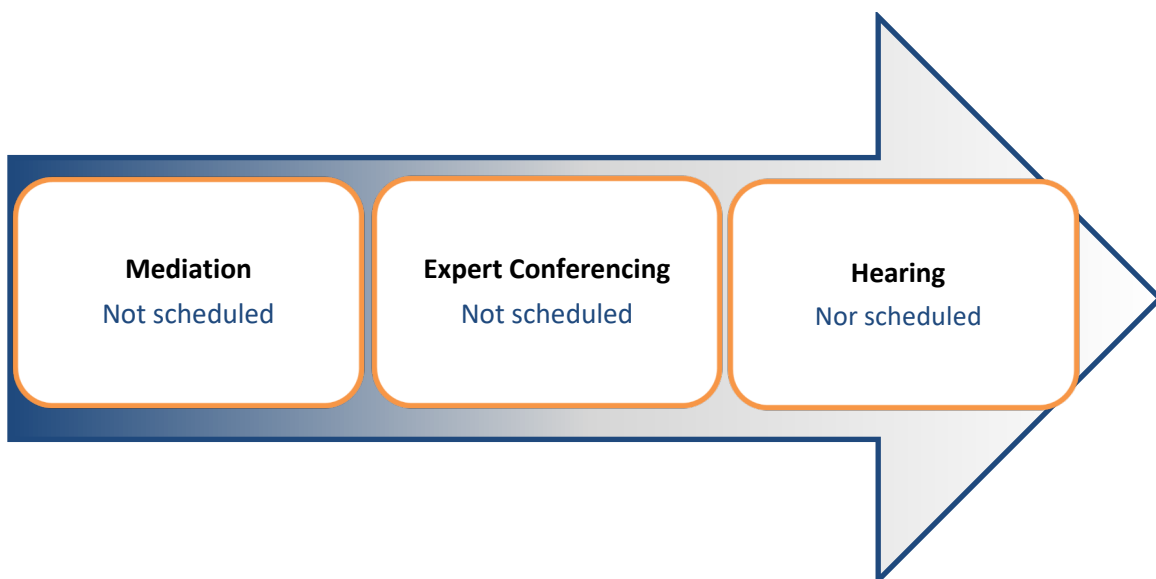 Mediation
Not scheduled
Expert Conferencing
Not scheduled
Hearing
Nor scheduled